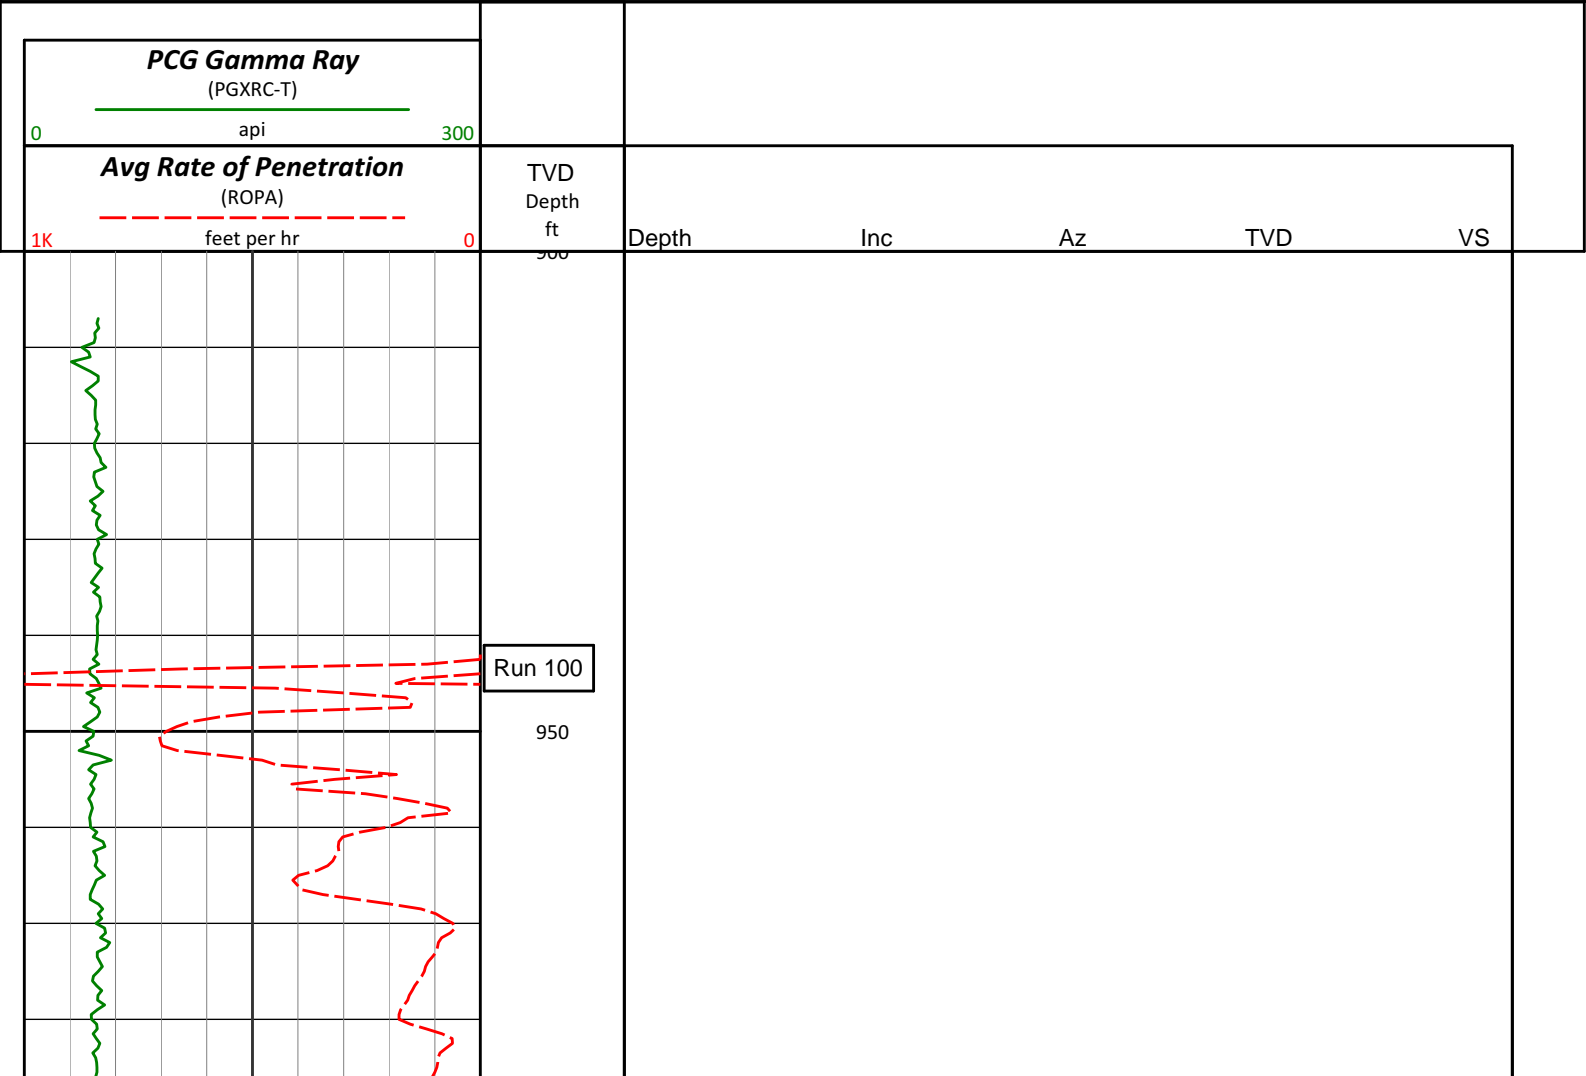 PCG Gamma Ray
(PGXRC-T)
0 api 300
Avg Rate of Penetration
(ROPA)
1K feet per hr 0
TVD
Depth
ft
Depth Inc Az TVD VS
900
Run 100
950